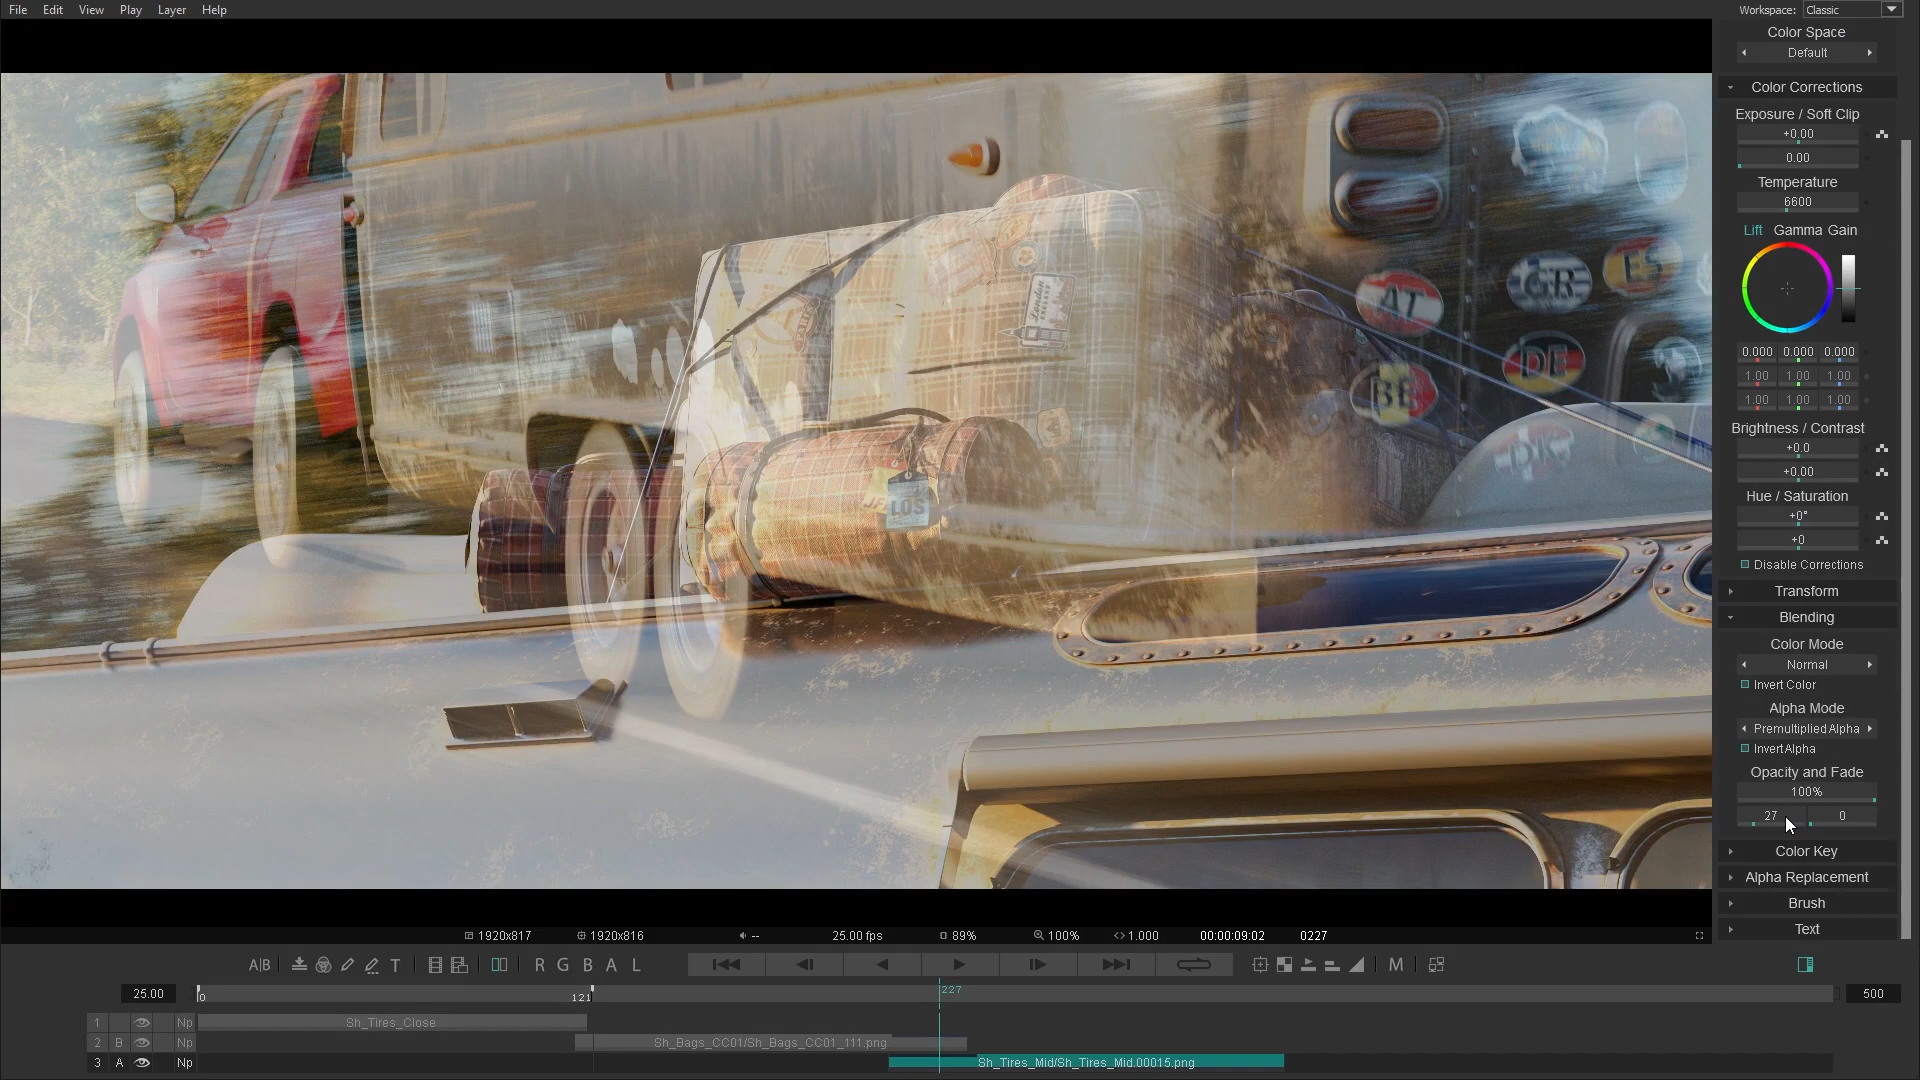 File Edit View Play Layer Help
Workspace: Classic
Color Space
Default
Color Corrections
Exposure / Soft Clip
+0.00
0.00
Temperature
6600
Lift Gamma Gain
0.000 0.000 0.000
1.00 1.00 1.00
1.00 1.00 1.00
Brightness / Contrast
+0.0
+0.00
Hue / Saturation
+0°
+0
Disable Corrections
Transform
Blending
Color Mode
Normal
Invert Color
Alpha Mode
Premultiplied Alpha
Invert Alpha
Opacity and Fade
100%
27 0
Color Key
Alpha Replacement
Brush
Text
AT
GR
ES
DE
BE
DK
London
LOS
1920x817 1920x816 -- 25.00 fps 89% 100% 1.000 00:00:09:02 0227
A|B T R G B A L M
25.00 0 121 227 500
1 Np Sh_Tires_Close
2 B Np Sh_Bags_CC01/Sh_Bags_CC01_111.png
3 A Np Sh_Tires_Mid/Sh_Tires_Mid.00015.png